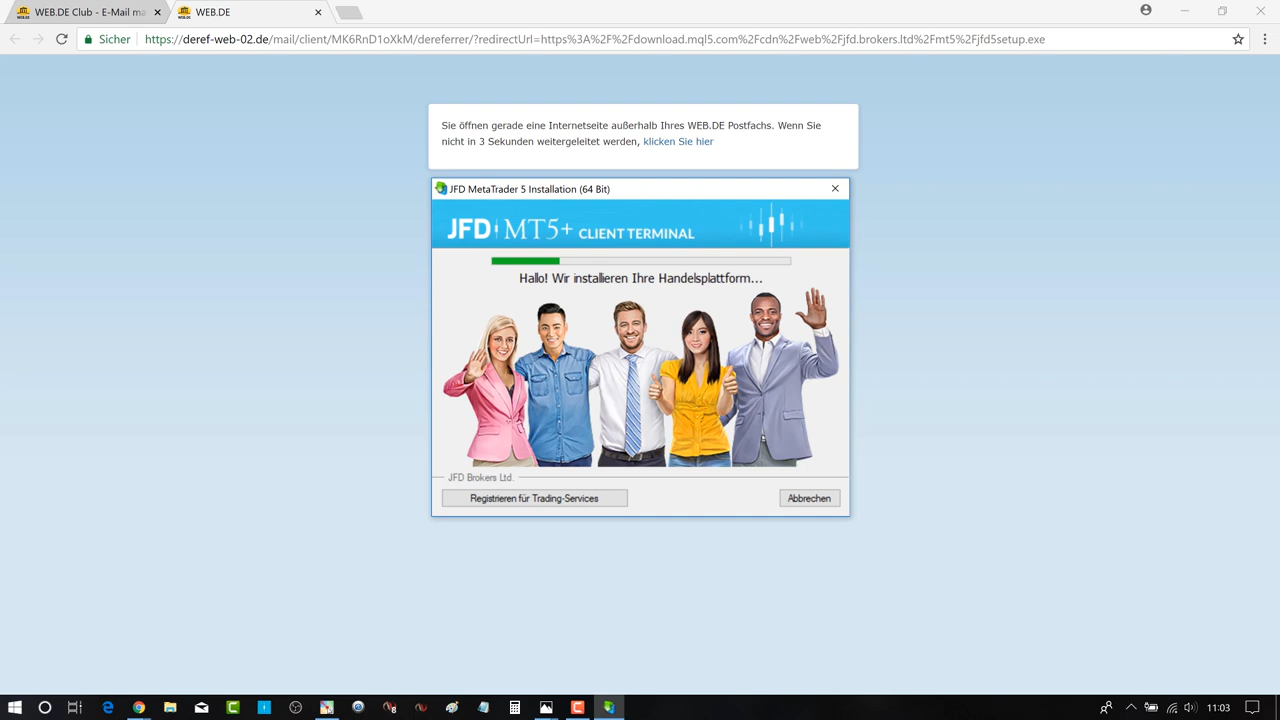 WEB.DE Club - E-Mail ma
WEB.DE
Sicher
https://deref-web-02.de/mail/client/MK6RnD1oXkM/dereferrer/?redirectUrl=https%3A%2F%2Fdownload.mql5.com%2Fcdn%2Fweb%2Fjfd.brokers.ltd%2Fmt5%2Fjfd5setup.exe
Sie öffnen gerade eine Internetseite außerhalb Ihres WEB.DE Postfachs. Wenn Sie
nicht in 3 Sekunden weitergeleitet werden, klicken Sie hier
JFD MetaTrader 5 Installation (64 Bit)
JFD MT5+ CLIENT TERMINAL
Hallo! Wir installieren Ihre Handelsplattform...
JFD Brokers Ltd.
Registrieren für Trading-Services
Abbrechen
11:03